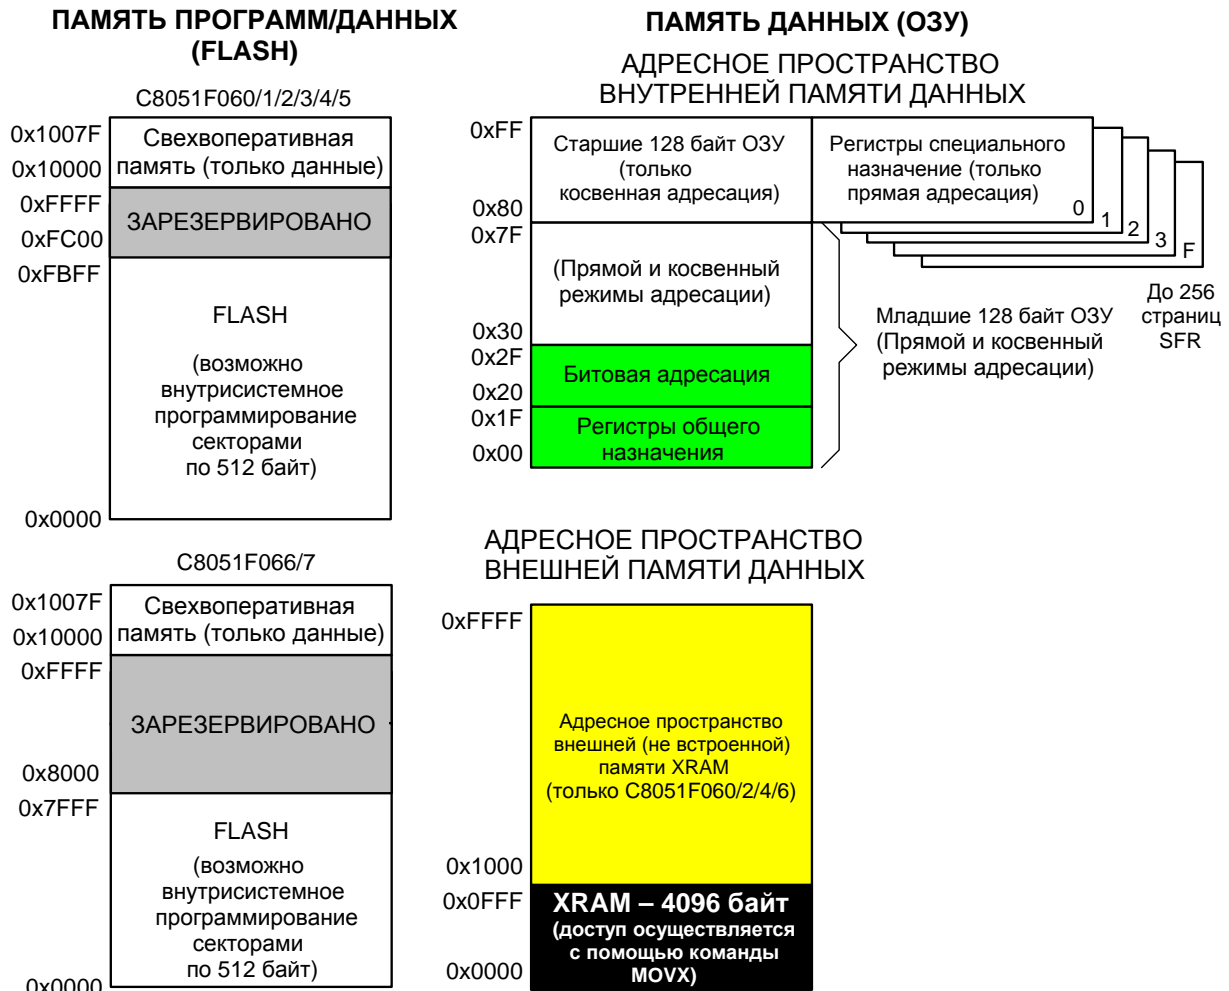 ПАМЯТЬ ПРОГРАММ/ДАННЫХ
(FLASH)
C8051F060/1/2/3/4/5
0x1007F
0x10000
Свехвоперативная
память (только данные)
0xFFFF
0xFC00
ЗАРЕЗЕРВИРОВАНО
0xFBFF
FLASH
(возможно
внутрисистемное
программирование
секторами
по 512 байт)
0x0000
C8051F066/7
0x1007F
0x10000
Свехвоперативная
память (только данные)
0xFFFF
ЗАРЕЗЕРВИРОВАНО
0x8000
0x7FFF
FLASH
(возможно
внутрисистемное
программирование
секторами
по 512 байт)
0x0000
ПАМЯТЬ ДАННЫХ (ОЗУ)
АДРЕСНОЕ ПРОСТРАНСТВО
ВНУТРЕННЕЙ ПАМЯТИ ДАННЫХ
0xFF
Старшие 128 байт ОЗУ
(только
косвенная адресация)
0x80
Регистры специального
назначение (только
прямая адресация)
0
1
2
3
F
До 256
страниц
SFR
0x7F
(Прямой и косвенный
режимы адресации)
0x30
0x2F
Битовая адресация
0x20
0x1F
Регистры общего
назначения
0x00
Младшие 128 байт ОЗУ
(Прямой и косвенный
режимы адресации)
АДРЕСНОЕ ПРОСТРАНСТВО
ВНЕШНЕЙ ПАМЯТИ ДАННЫХ
0xFFFF
Адресное пространство
внешней (не встроенной)
памяти XRAM
(только C8051F060/2/4/6)
0x1000
0x0FFF
XRAM – 4096 байт
(доступ осуществляется
с помощью команды
MOVX)
0x0000